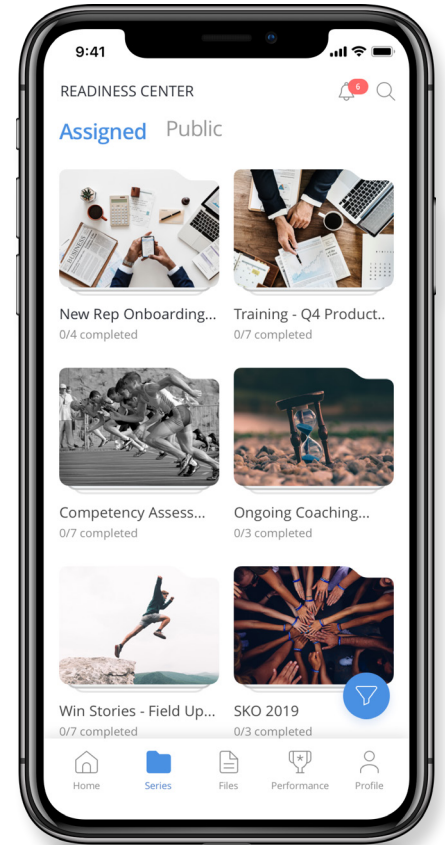 9:41
READINESS CENTER
6
Assigned Public
New Rep Onboarding...
Training - Q4 Product..
0/4 completed
0/7 completed
Competency Assess...
Ongoing Coaching...
0/7 completed
0/3 completed
Win Stories - Field Up...
SKO 2019
0/7 completed
0/3 completed
Home Series Files Performance Profile